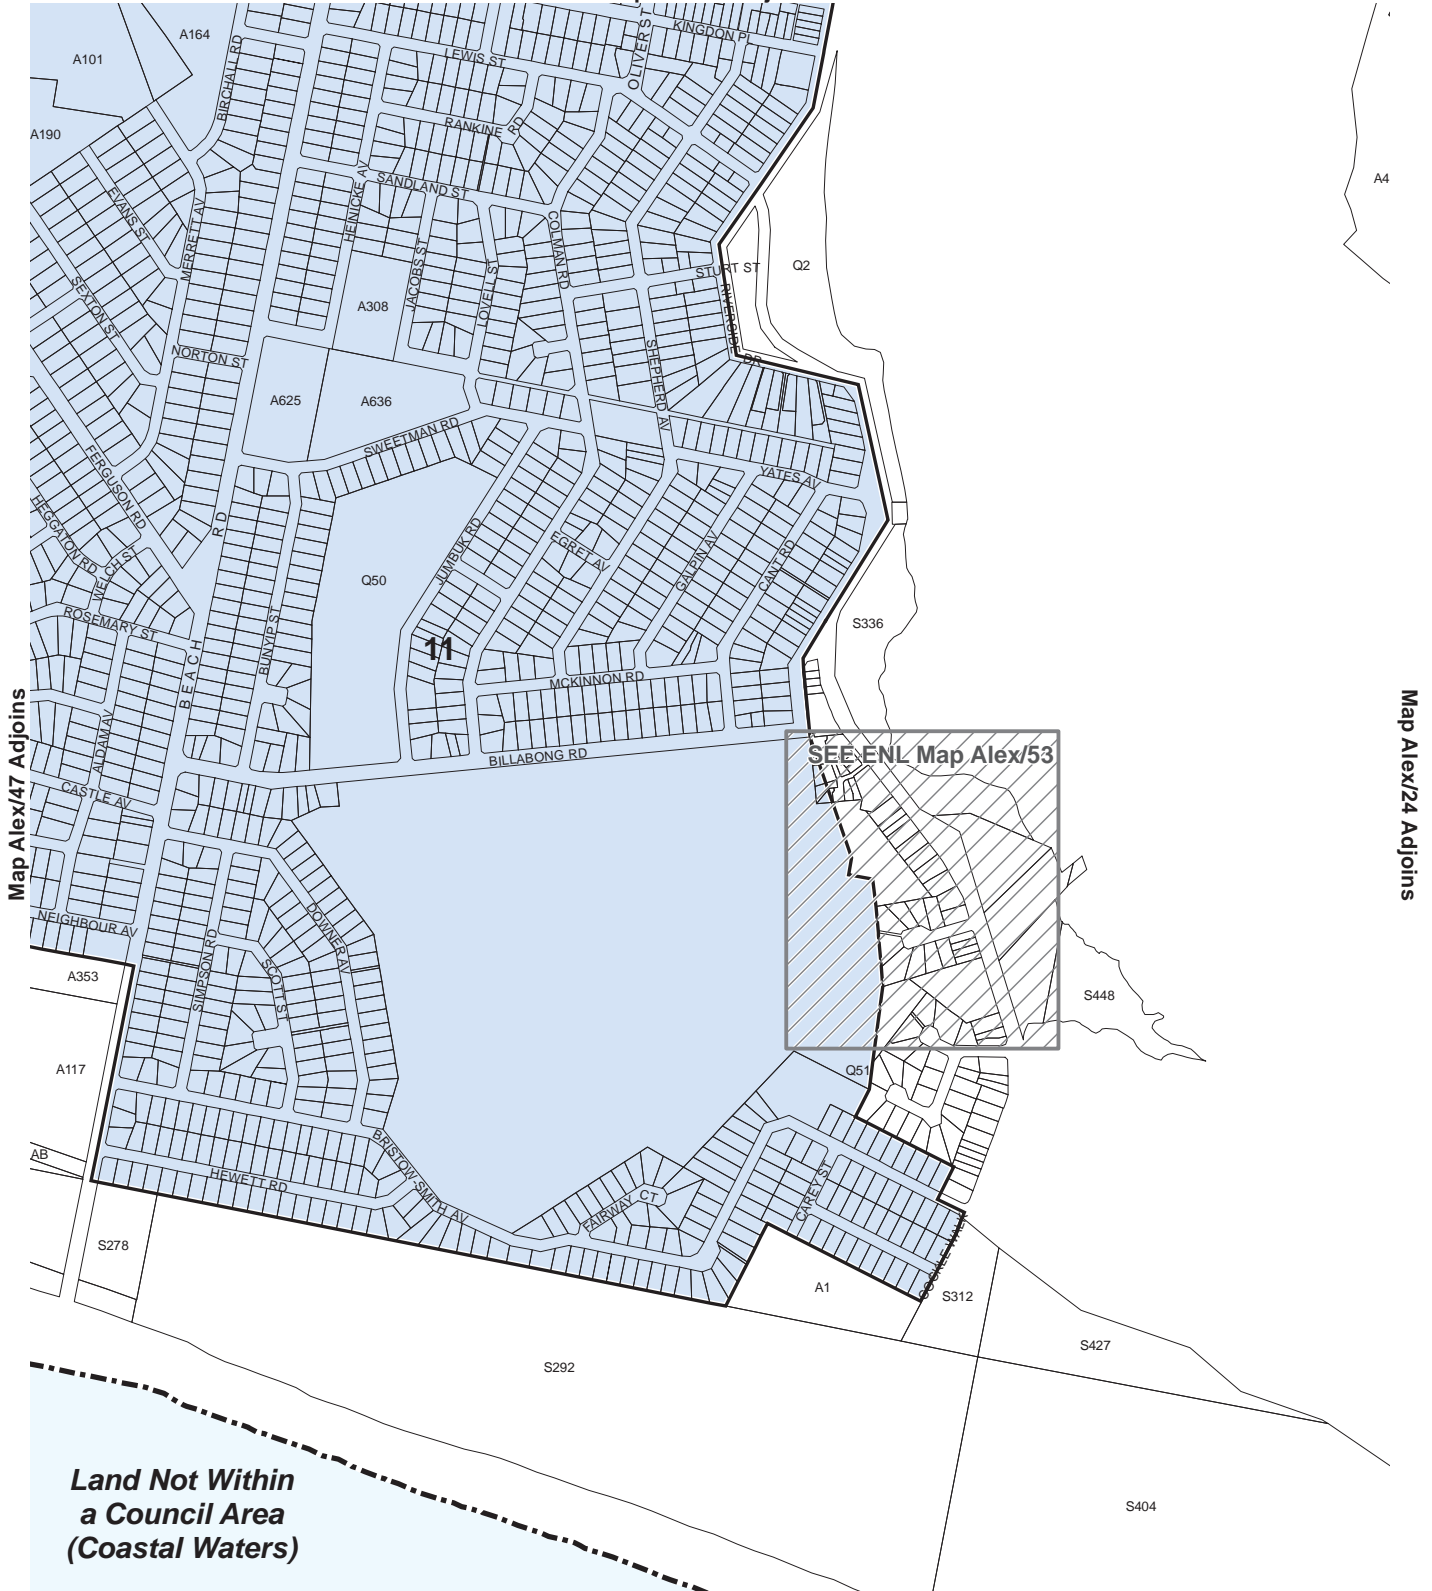 KINGDON PL
OLIVER ST
A164
A101
LEWIS ST
BIRCHALL RD
RANKINE RD
A190
SANDLAND ST
HEINICKE AV
A4
EVANS ST
MERRETT AV
COLMAN RD
JACOBS ST
LOVELL ST
STURT ST
Q2
RIVERSIDE DR
SEXTON ST
A308
NORTON ST
SHEPHERD AV
A625
A636
SWEETMAN RD
FERGUSON RD
YATES AV
HEGGATON RD
WELCH ST
JUMBUK RD
EGRET AV
GALPIN AV
CANT RD
Q50
ROSEMARY ST
BUNYIP ST
S336
11
BEACH RD
MCKINNON RD
ALDAM AV
BILLABONG RD
SEE ENL Map Alex/53
Map Alex/47 Adjoins
Map Alex/24 Adjoins
CASTLE AV
NEIGHBOUR AV
DOWNER AV
SIMPSON RD
SCOTT ST
A353
S448
A117
Q51
AB
BRISTOW-SMITH AV
HEWETT RD
FAIRWAY CT
CAREY ST
COCKLE WALK
S278
A1
S312
S427
S292
S404
Land Not Within
a Council Area
(Coastal Waters)